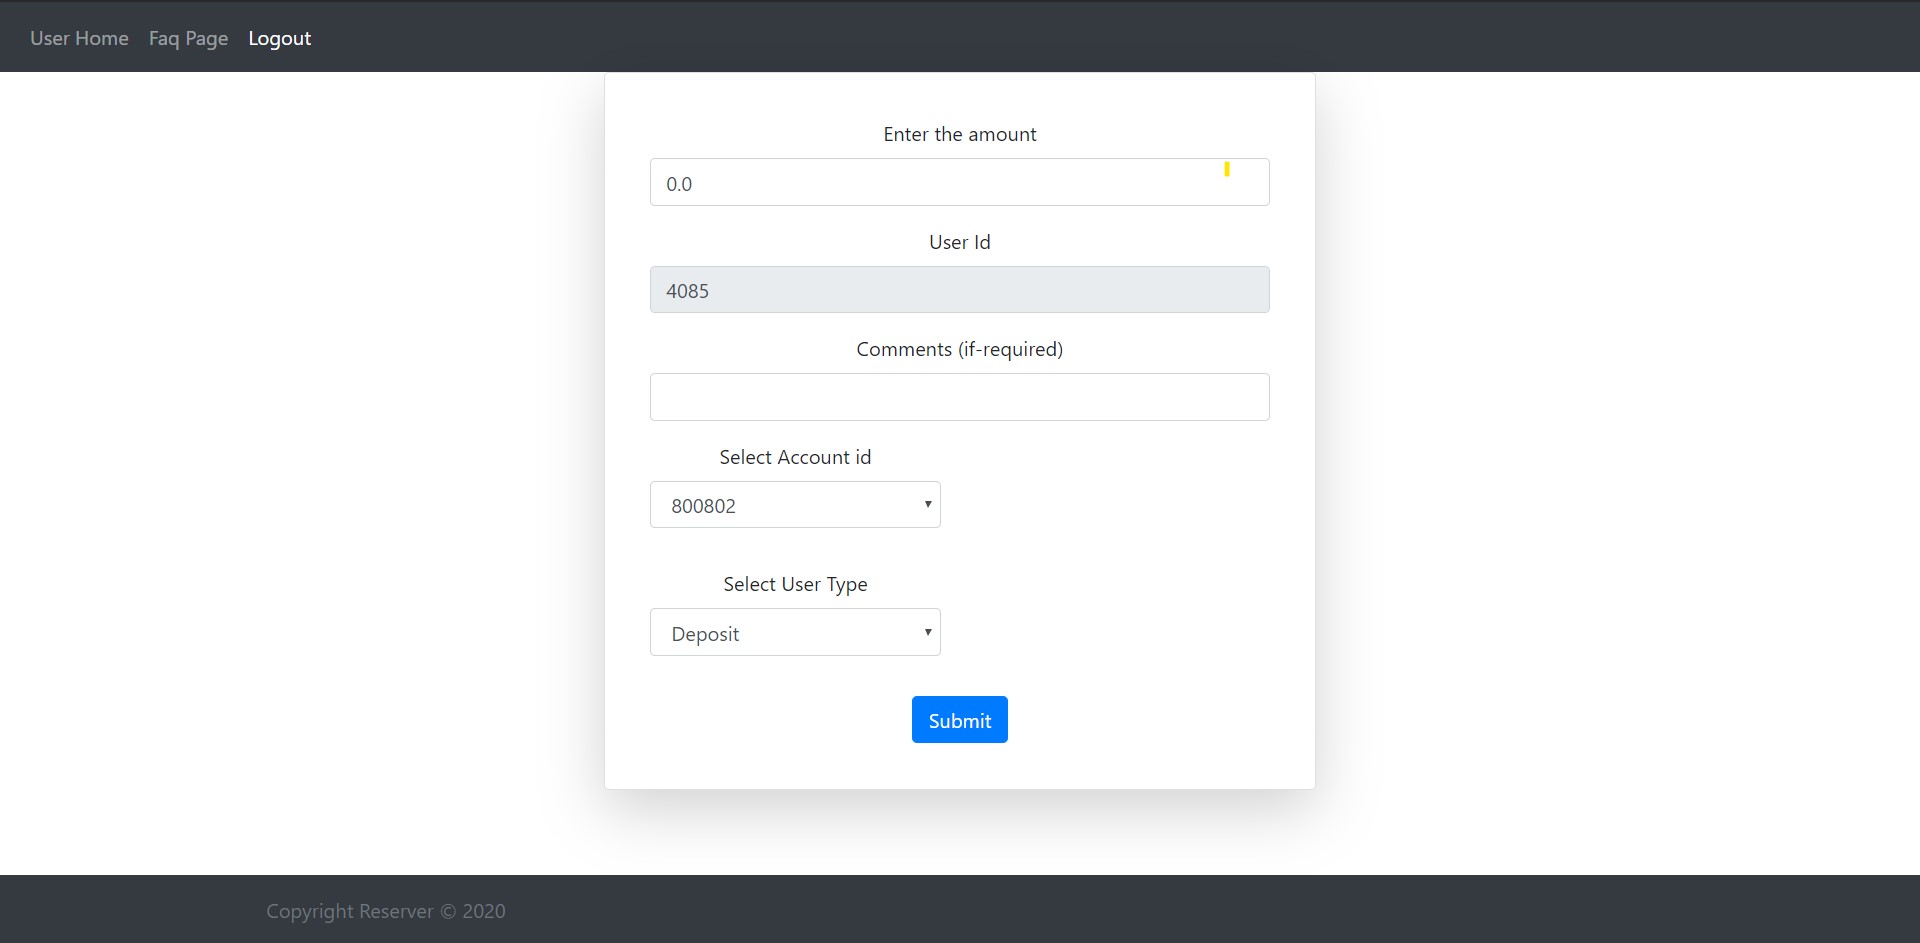 User Home Faq Page Logout
Enter the amount
0.0
User Id
4085
Comments (if-required)
Select Account id
800802
Select User Type
Deposit
Submit
Copyright Reserver © 2020